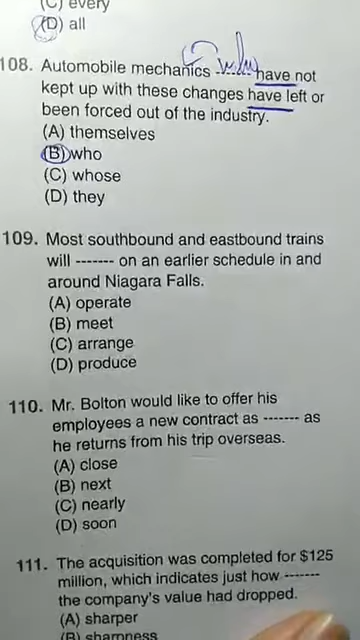 (C) every
(D) all
108. Automobile mechanics ------- have not
kept up with these changes have left or
been forced out of the industry.
(A) themselves
(B) who
(C) whose
(D) they
109. Most southbound and eastbound trains
will ------- on an earlier schedule in and
around Niagara Falls.
(A) operate
(B) meet
(C) arrange
(D) produce
110. Mr. Bolton would like to offer his
employees a new contract as ------- as
he returns from his trip overseas.
(A) close
(B) next
(C) nearly
(D) soon
111. The acquisition was completed for $125
million, which indicates just how -------
the company's value had dropped.
(A) sharper
(B) sharpness